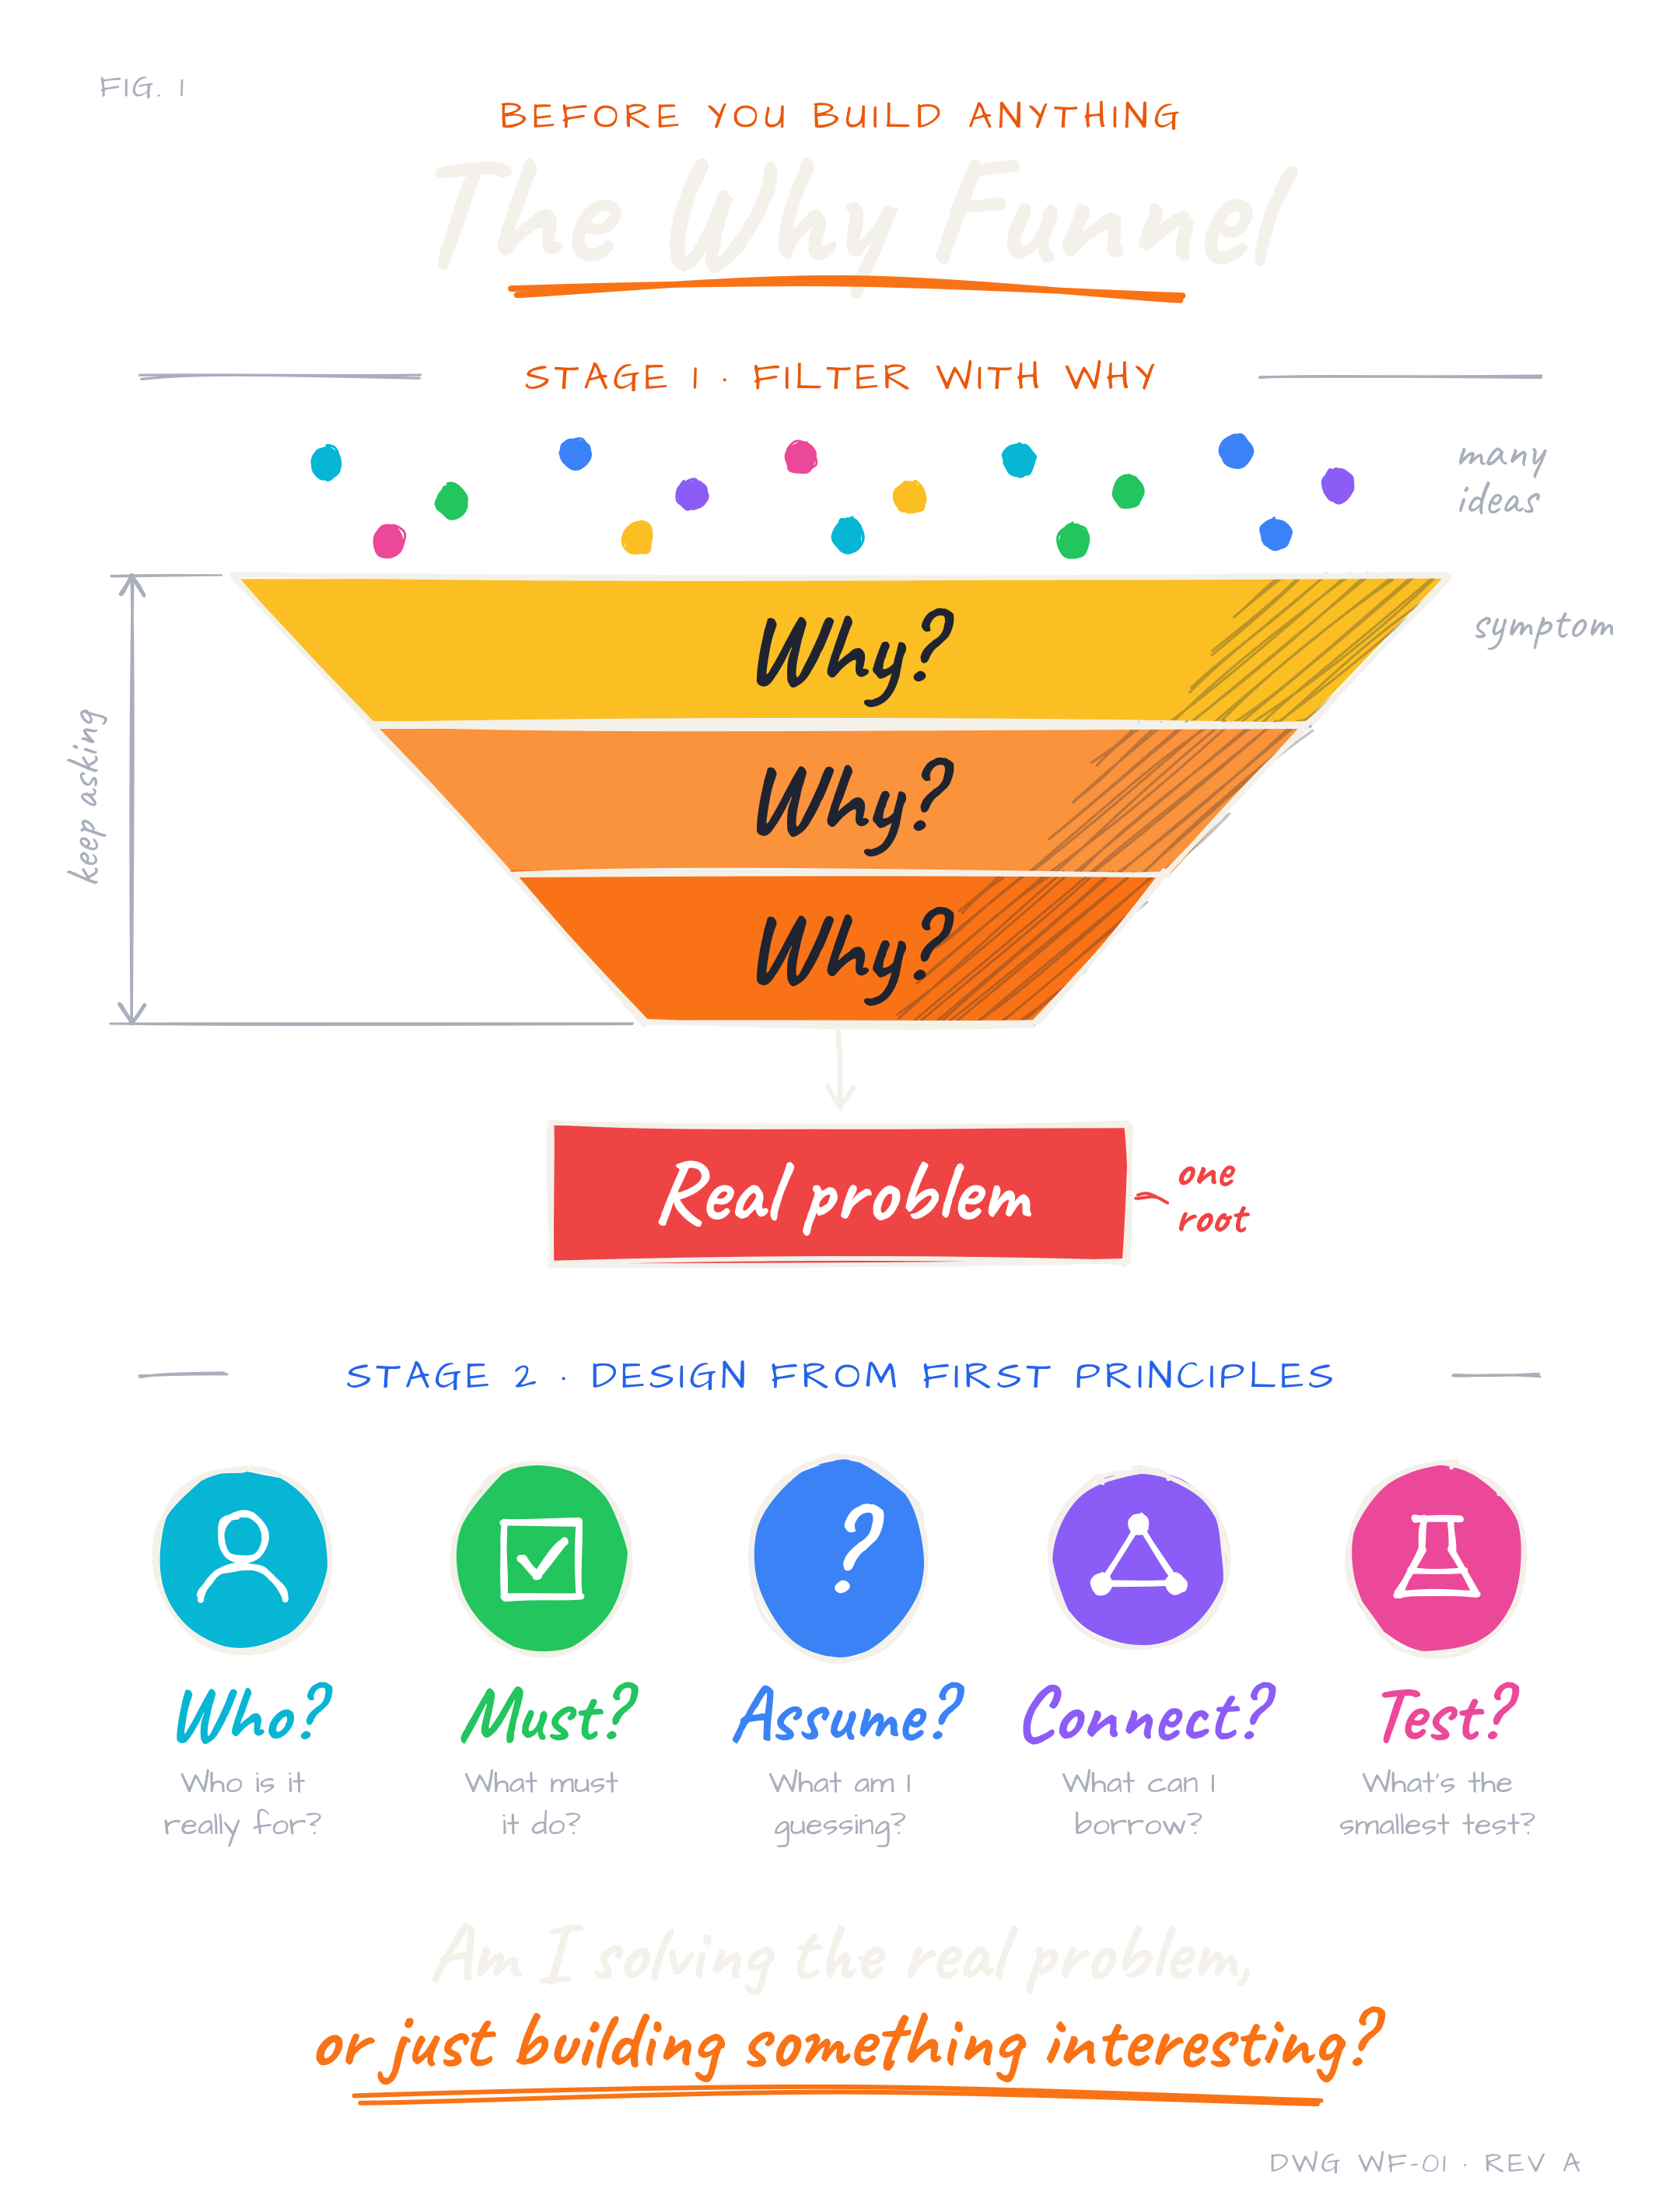 FIG. 1
BEFORE YOU BUILD ANYTHING
The Why Funnel
STAGE 1 · FILTER WITH WHY
many
ideas
Why?
symptom
Why?
keep asking
Why?
Real problem
one
root
STAGE 2 · DESIGN FROM FIRST PRINCIPLES
?
Who?
Must?
Assume?
Connect?
Test?
Who is it
really for?
What must
it do?
What am I
guessing?
What can I
borrow?
What's the
smallest test?
Am I solving the real problem,
or just building something interesting?
DWG WF-01 · REV A